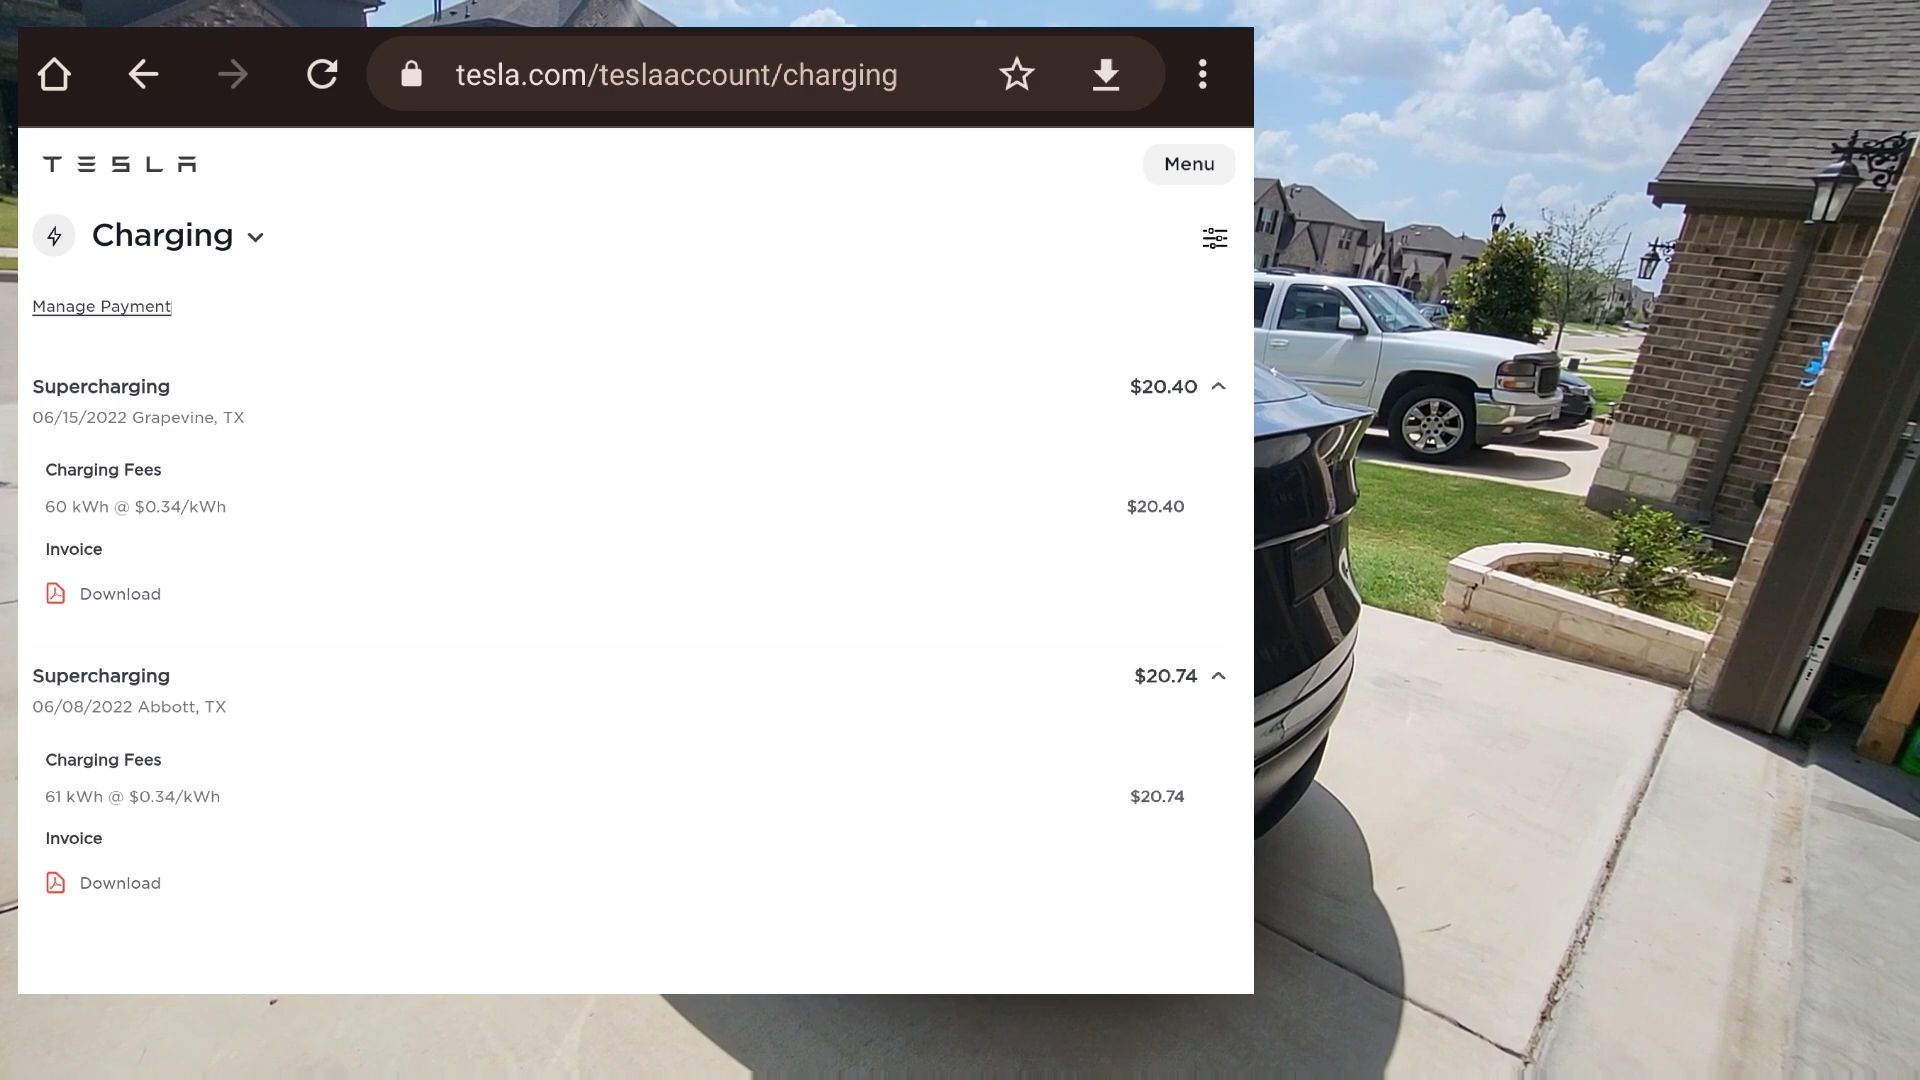 tesla.com/teslaaccount/charging
TESLA
Menu
Charging
Manage Payment
Supercharging
$20.40
06/15/2022 Grapevine, TX
Charging Fees
60 kWh @ $0.34/kWh
$20.40
Invoice
Download
Supercharging
$20.74
06/08/2022 Abbott, TX
Charging Fees
61 kWh @ $0.34/kWh
$20.74
Invoice
Download